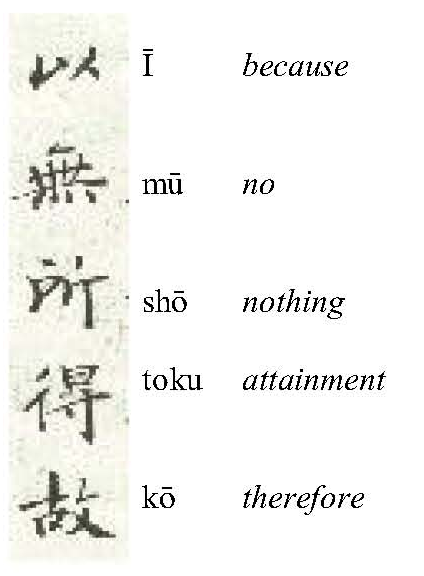 以 Ī because
無 mū no
所 shō nothing
得 toku attainment
故 kō therefore